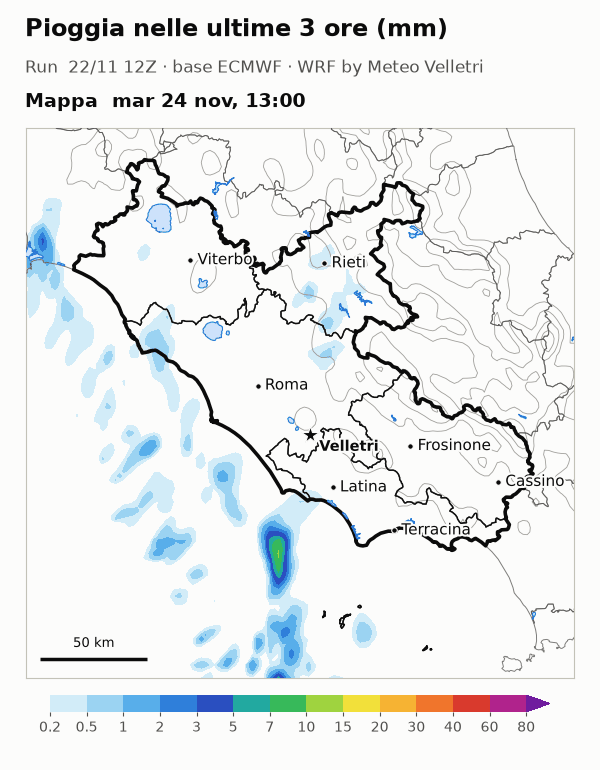 Pioggia nelle ultime 3 ore (mm)
Run  22/11 12Z · base ECMWF · WRF by Meteo Velletri
Mappa  mar 24 nov, 13:00
Viterbo
Rieti
Roma
Velletri
Frosinone
Latina
Cassino
Terracina
50 km
0.2 0.5 1 2 3 5 7 10 15 20 30 40 60 80